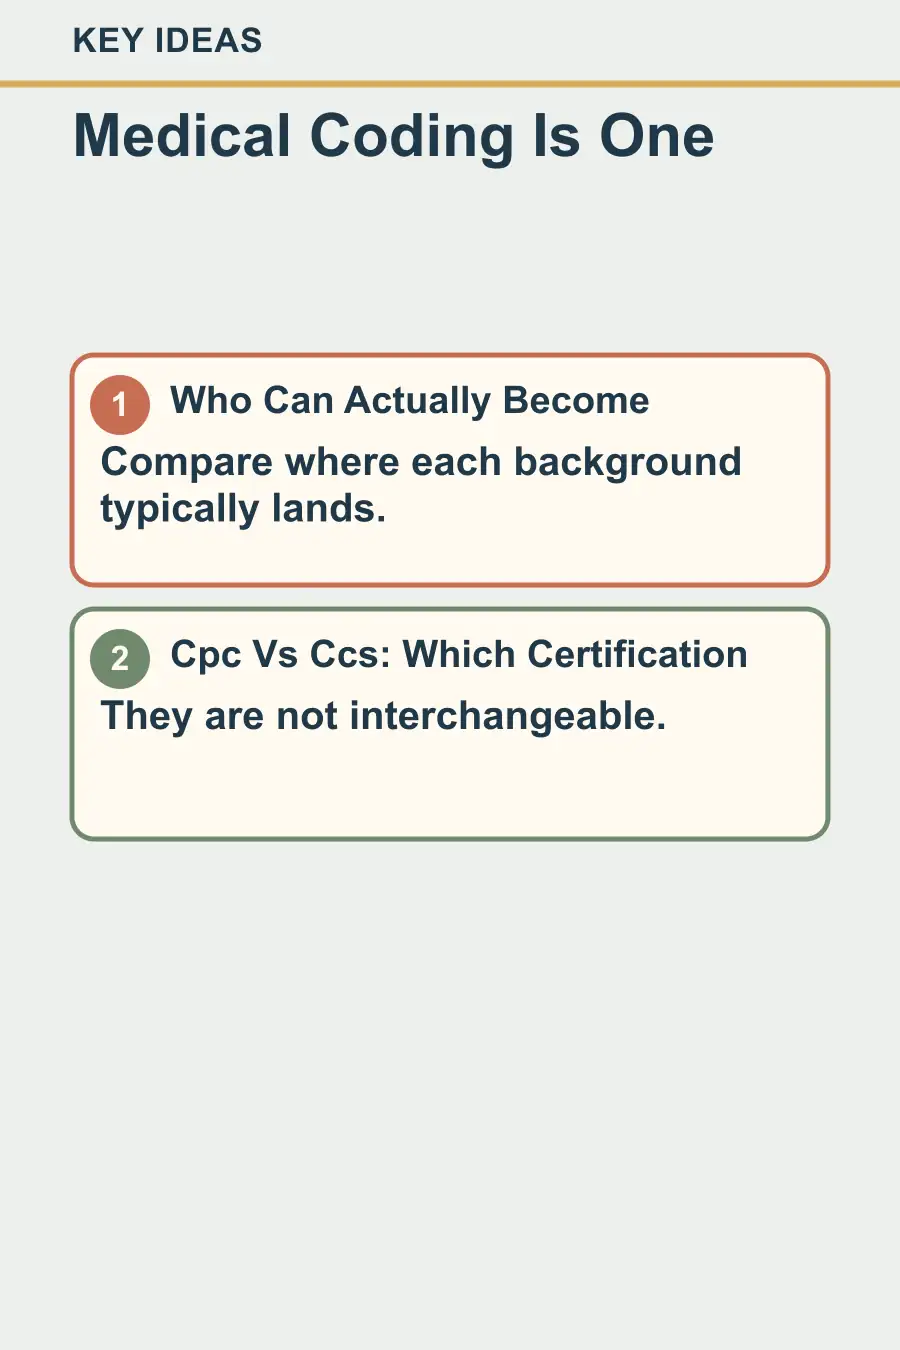 KEY IDEAS
Medical Coding Is One
1 Who Can Actually Become
Compare where each background
typically lands.
2 Cpc Vs Ccs: Which Certification
They are not interchangeable.